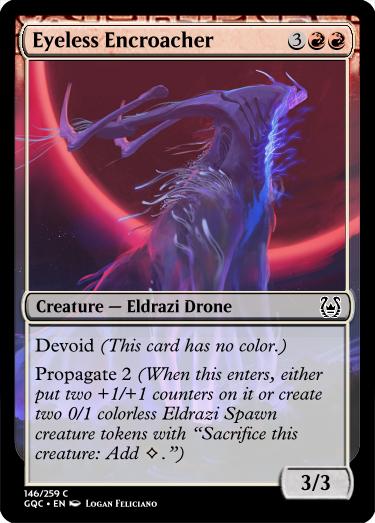 Eyeless Encroacher 3
Creature — Eldrazi Drone
Devoid (This card has no color.)
Propagate 2 (When this enters, either
put two +1/+1 counters on it or create
two 0/1 colorless Eldrazi Spawn
creature tokens with “Sacrifice this
creature: Add .”)
3/3
146/259 C
GQC • EN Logan Feliciano